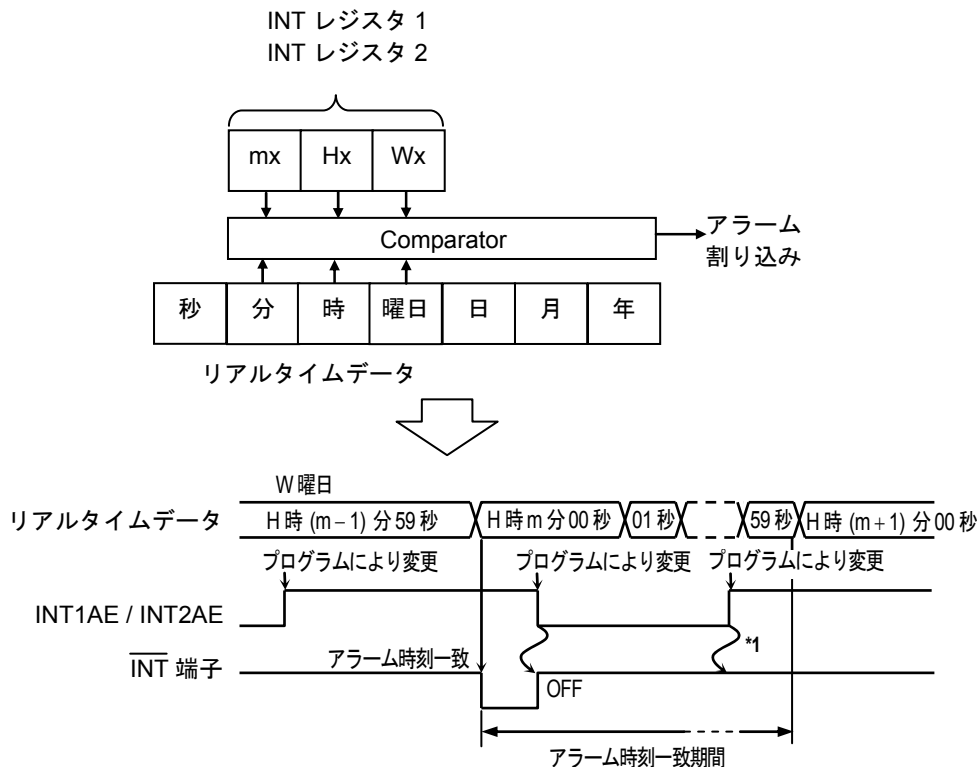 INT レジスタ 1
INT レジスタ 2
mx Hx Wx
Comparator
アラーム
割り込み
秒 分 時 曜日 日 月 年
リアルタイムデータ
W 曜日
リアルタイムデータ H 時 (m − 1) 分 59 秒 H 時 m 分 00 秒 01 秒 59 秒 H 時 (m + 1) 分 00 秒
プログラムにより変更 プログラムにより変更 プログラムにより変更
INT1AE / INT2AE
*1
INT 端子 アラーム時刻一致
OFF
アラーム時刻一致期間